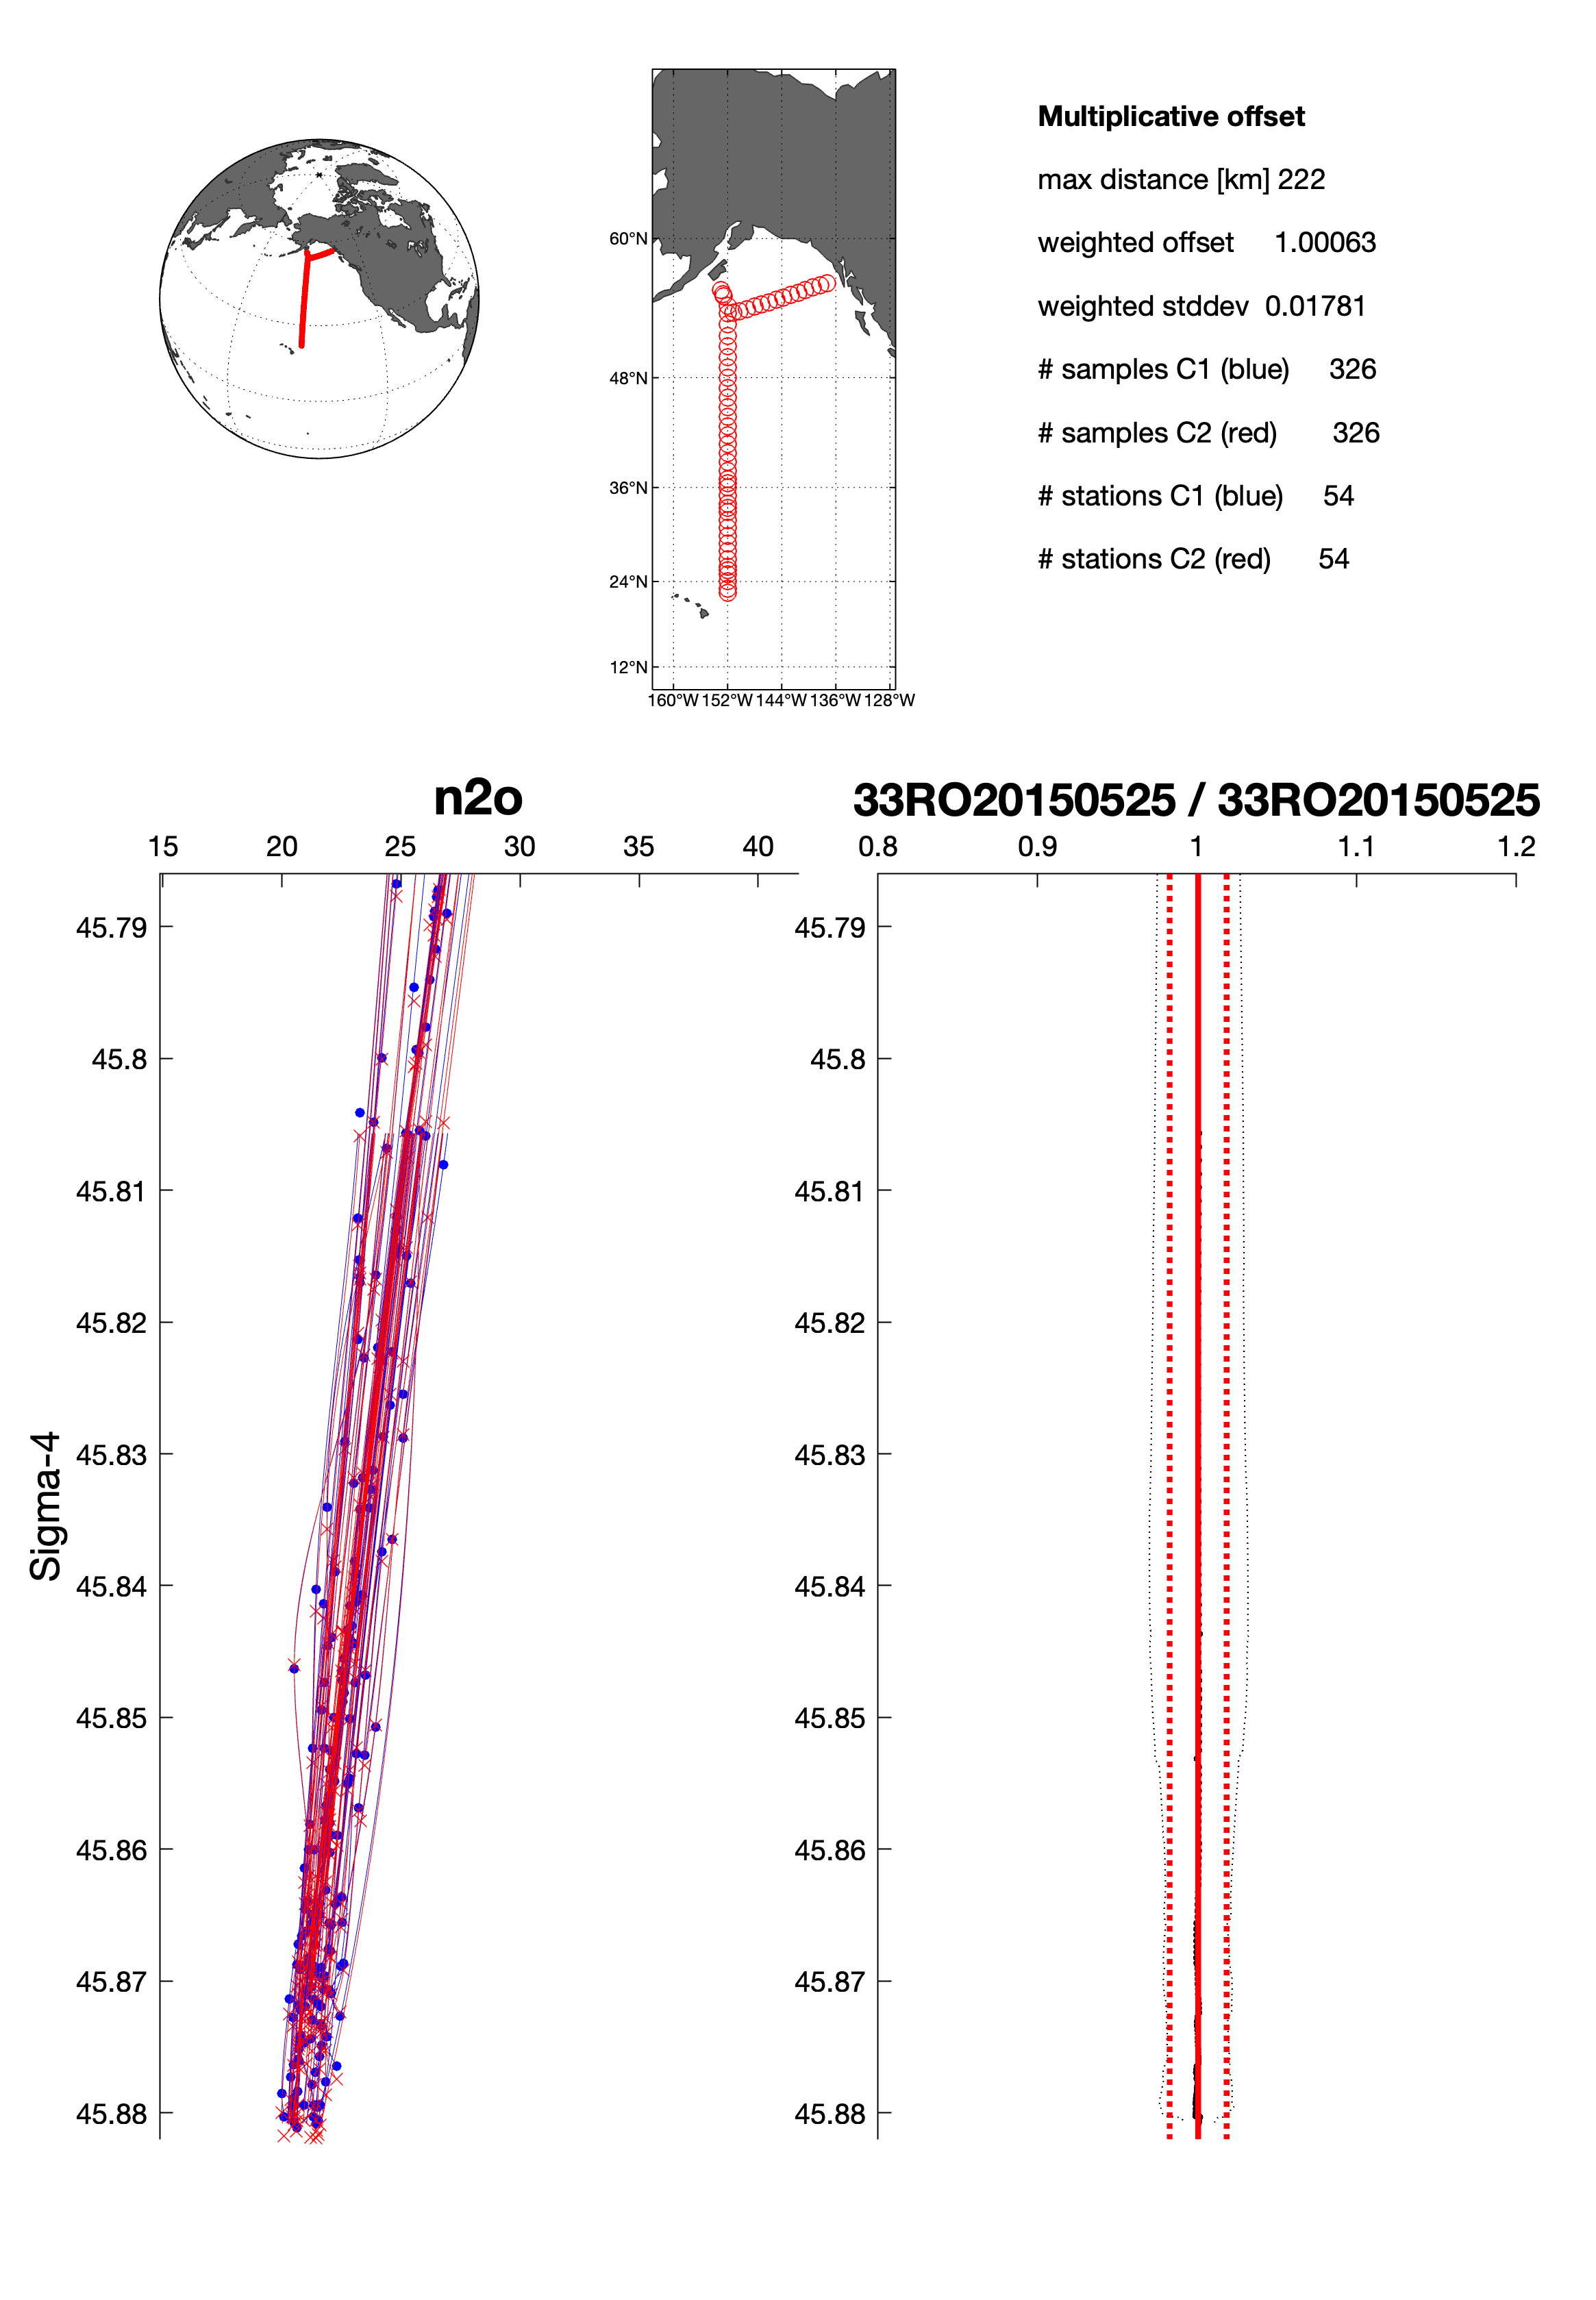 Multiplicative offset
max distance [km] 222
weighted offset 1.00063
weighted stddev 0.01781
# samples C1 (blue) 326
# samples C2 (red) 326
# stations C1 (blue) 54
# stations C2 (red) 54
60°N
48°N
36°N
24°N
12°N
160°W 152°W 144°W 136°W 128°W
n2o
15 20 25 30 35 40
45.79
45.8
45.81
45.82
45.83
45.84
45.85
45.86
45.87
45.88
Sigma-4
33RO20150525 / 33RO20150525
0.8 0.9 1 1.1 1.2
45.79
45.8
45.81
45.82
45.83
45.84
45.85
45.86
45.87
45.88